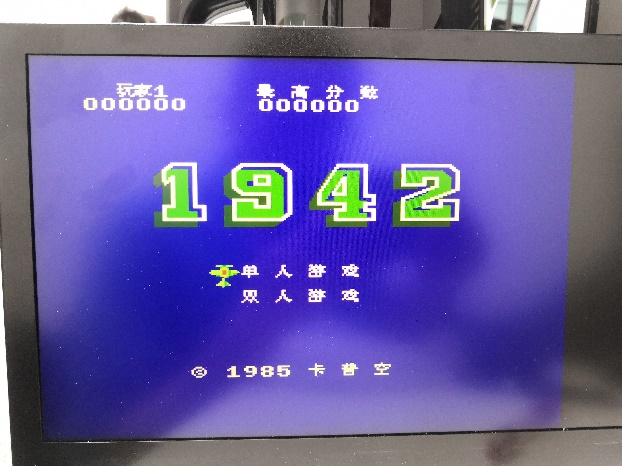 玩家1 最高分数
000000 000000
1942
单人游戏
双人游戏
© 1985 卡普空